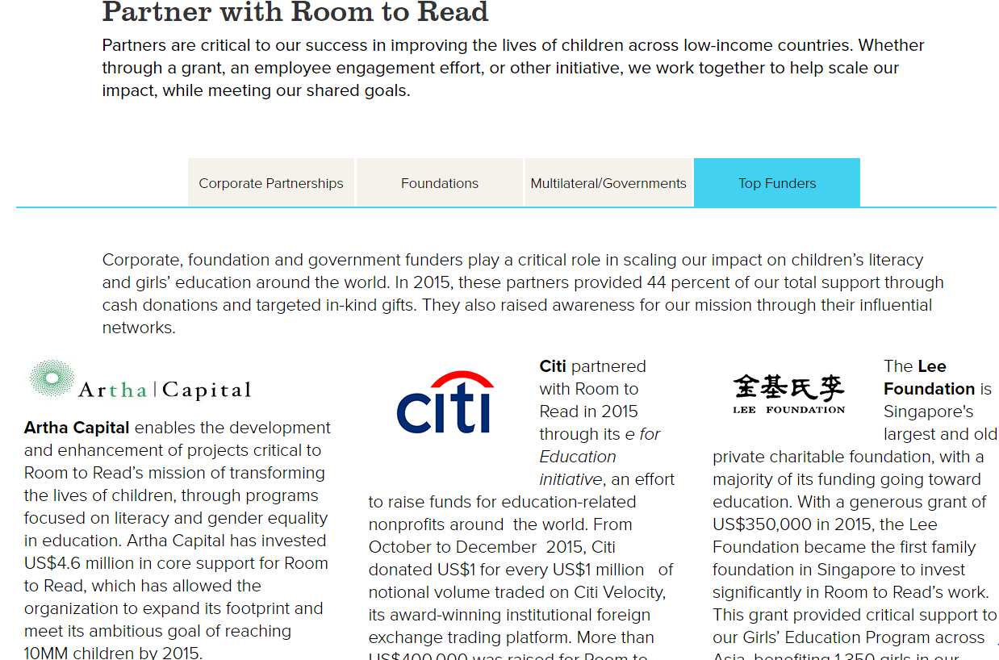 Partner with Room to Read
Partners are critical to our success in improving the lives of children across low-income countries. Whether
through a grant, an employee engagement effort, or other initiative, we work together to help scale our
impact, while meeting our shared goals.
Corporate Partnerships
Foundations
Multilateral/Governments
Top Funders
Corporate, foundation and government funders play a critical role in scaling our impact on children’s literacy
and girls’ education around the world. In 2015, these partners provided 44 percent of our total support through
cash donations and targeted in-kind gifts. They also raised awareness for our mission through their influential
networks.
Artha | Capital
Artha Capital enables the development
and enhancement of projects critical to
Room to Read’s mission of transforming
the lives of children, through programs
focused on literacy and gender equality
in education. Artha Capital has invested
US$4.6 million in core support for Room
to Read, which has allowed the
organization to expand its footprint and
meet its ambitious goal of reaching
10MM children by 2015.
citi
Citi partnered
with Room to
Read in 2015
through its e for
Education
initiative, an effort
to raise funds for education-related
nonprofits around the world. From
October to December 2015, Citi
donated US$1 for every US$1 million of
notional volume traded on Citi Velocity,
its award-winning institutional foreign
exchange trading platform. More than
US$400,000 was raised for Room to
金基氏李
LEE FOUNDATION
The Lee
Foundation is
Singapore's
largest and old
private charitable foundation, with a
majority of its funding going toward
education. With a generous grant of
US$350,000 in 2015, the Lee
Foundation became the first family
foundation in Singapore to invest
significantly in Room to Read’s work.
This grant provided critical support to
our Girls’ Education Program across
Asia, benefiting 1,350 girls in our